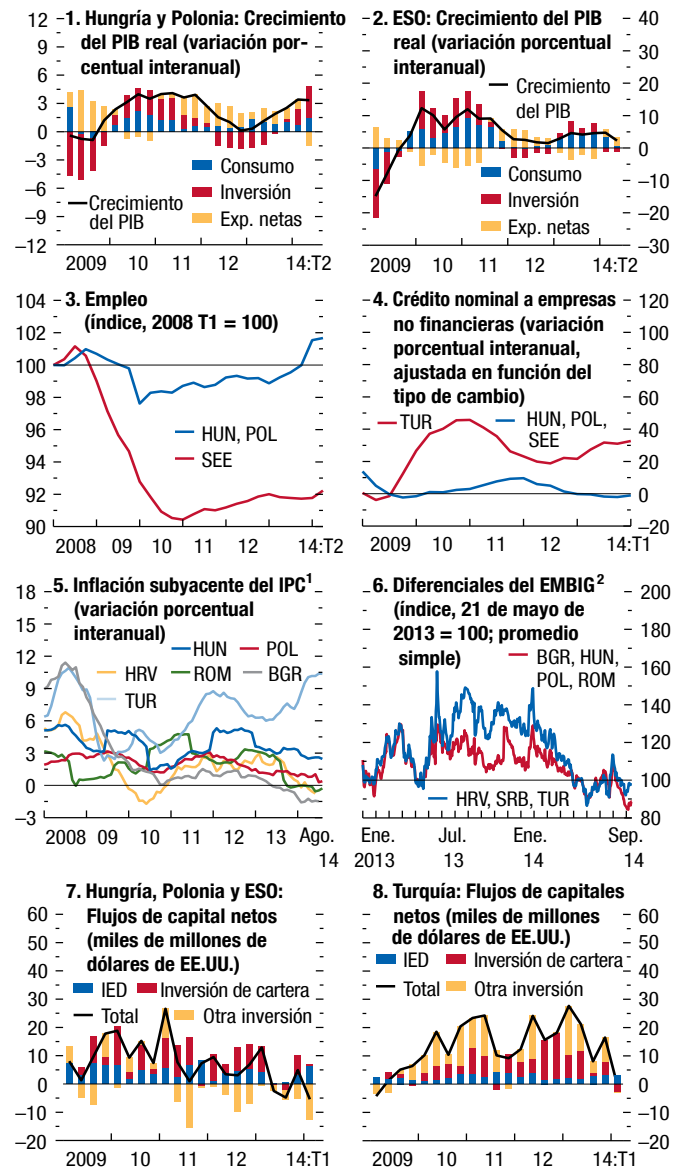 1. Hungría y Polonia: Crecimiento
del PIB real (variación por-
centual interanual)
12
9
6
3
0
–3
–6
–9
–12
Consumo
Inversión
Exp. netas
Crecimiento
del PIB
2009 10 11 12 14:T2
2. ESO: Crecimiento del PIB
real (variación porcentual
interanual)
40
30
20
10
0
–10
–20
–30
Crecimiento
del PIB
Consumo
Inversión
Exp. netas
2009 10 11 12 14:T2
3. Empleo
(índice, 2008 T1 = 100)
104
102
100
98
96
94
92
90
HUN, POL
SEE
2008 09 10 11 12 14:T2
4. Crédito nominal a empresas
no financieras (variación
porcentual interanual,
ajustada en función del
tipo de cambio)
120
100
80
60
40
20
0
–20
TUR
HUN, POL,
SEE
2009 10 11 12 14:T1
5. Inflación subyacente del IPC1
(variación porcentual
interanual)
18
15
12
9
6
3
0
–3
HUN POL
HRV ROM BGR
TUR
2008 09 10 11 12 13 Ago.
14
6. Diferenciales del EMBIG2
(índice, 21 de mayo de
2013 = 100; promedio
simple)
200
180
160
140
120
100
80
BGR, HUN,
POL, ROM
HRV, SRB, TUR
Ene. Jul. Ene. Sep.
2013 13 14 14
7. Hungría, Polonia y ESO:
Flujos de capital netos
(miles de millones de
dólares de EE.UU.)
60
50
40
30
20
10
0
–10
–20
IED Inversión de cartera
Total Otra inversión
2009 10 11 12 14:T1
8. Turquía: Flujos de capitales
netos (miles de millones
de dólares de EE.UU.)
60
50
40
30
20
10
0
–10
–20
IED Inversión de cartera
Total Otra inversión
2009 10 11 12 14:T1